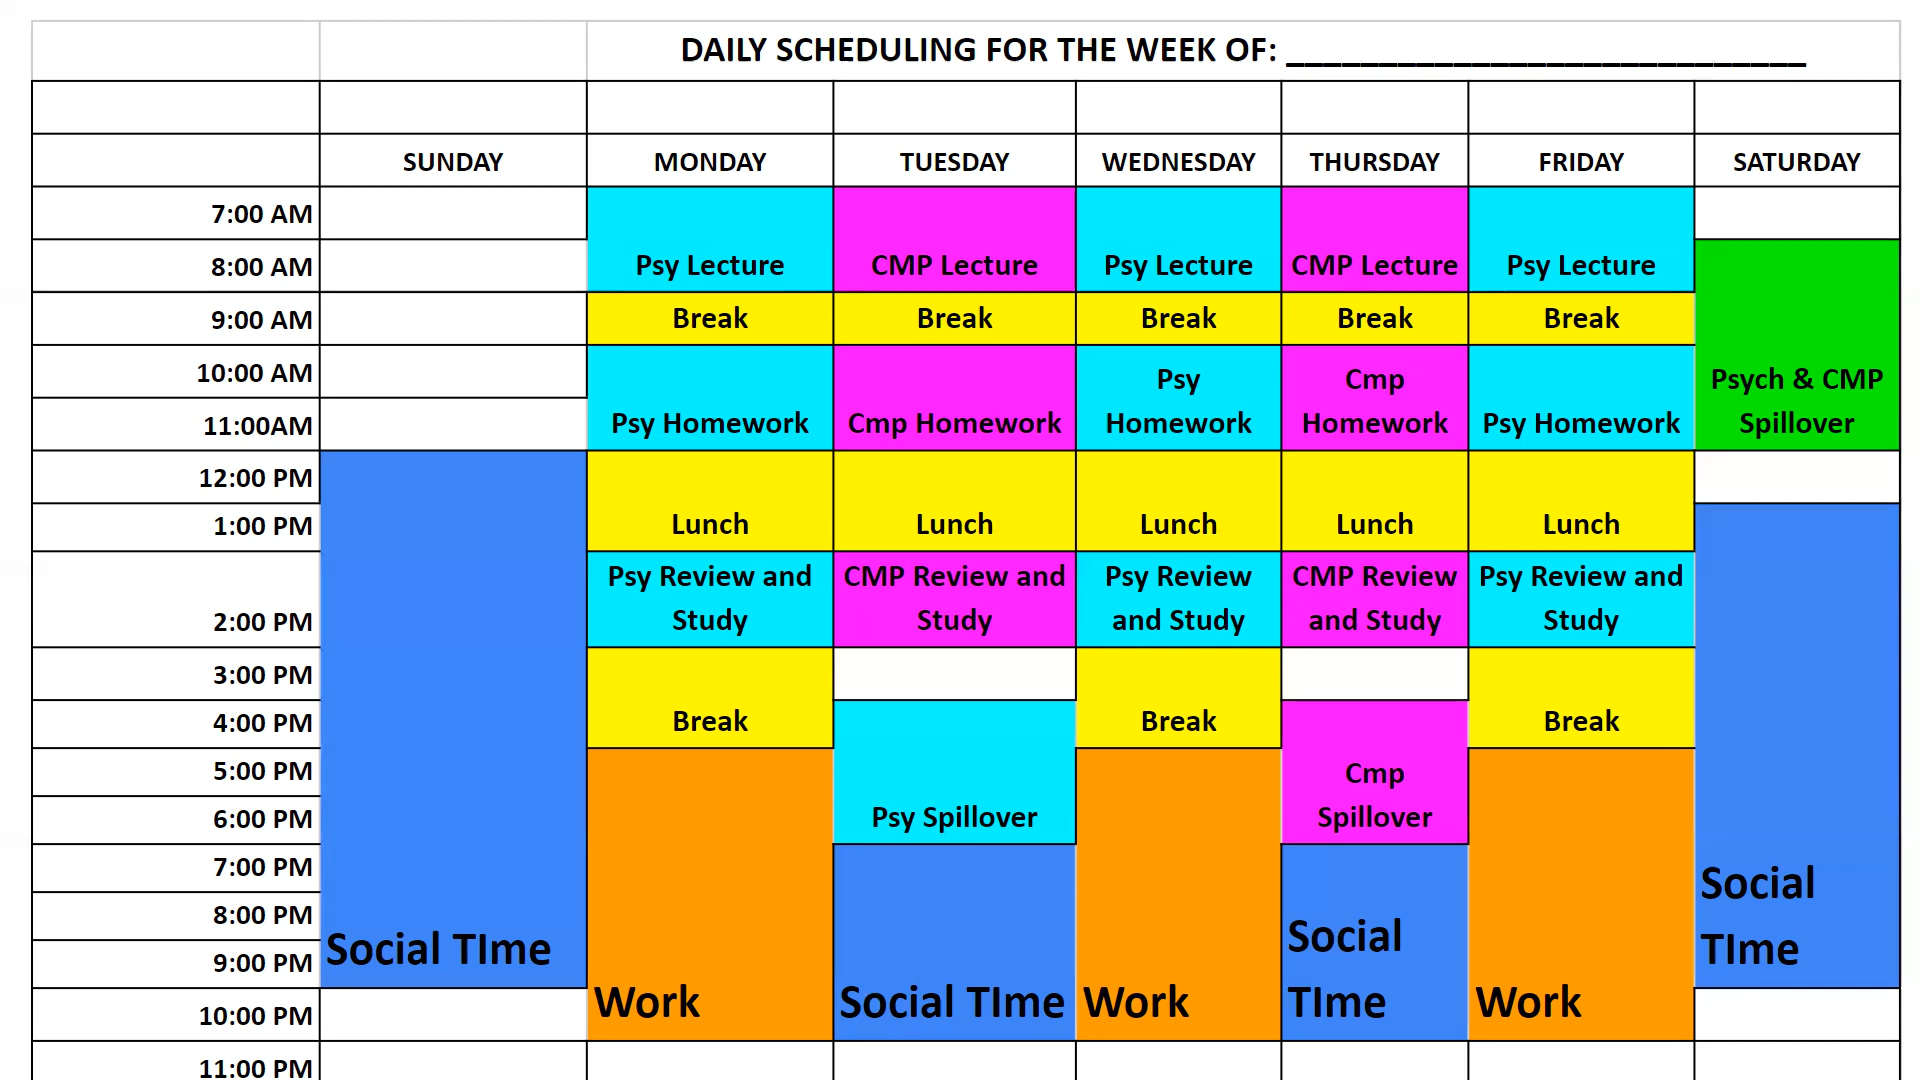 DAILY SCHEDULING FOR THE WEEK OF: ____________________________
SUNDAY MONDAY TUESDAY WEDNESDAY THURSDAY FRIDAY SATURDAY
7:00 AM
8:00 AM Psy Lecture CMP Lecture Psy Lecture CMP Lecture Psy Lecture
9:00 AM Break Break Break Break Break
10:00 AM Psy Cmp Psych & CMP
11:00AM Psy Homework Cmp Homework Homework Homework Psy Homework Spillover
12:00 PM
1:00 PM Lunch Lunch Lunch Lunch Lunch
Psy Review and CMP Review and Psy Review CMP Review Psy Review and
2:00 PM Study Study and Study and Study Study
3:00 PM
4:00 PM Break Break Break
5:00 PM Cmp
6:00 PM Psy Spillover Spillover
7:00 PM Social
8:00 PM Social
9:00 PM Social TIme TIme
10:00 PM Work Social TIme Work TIme Work
11:00 PM